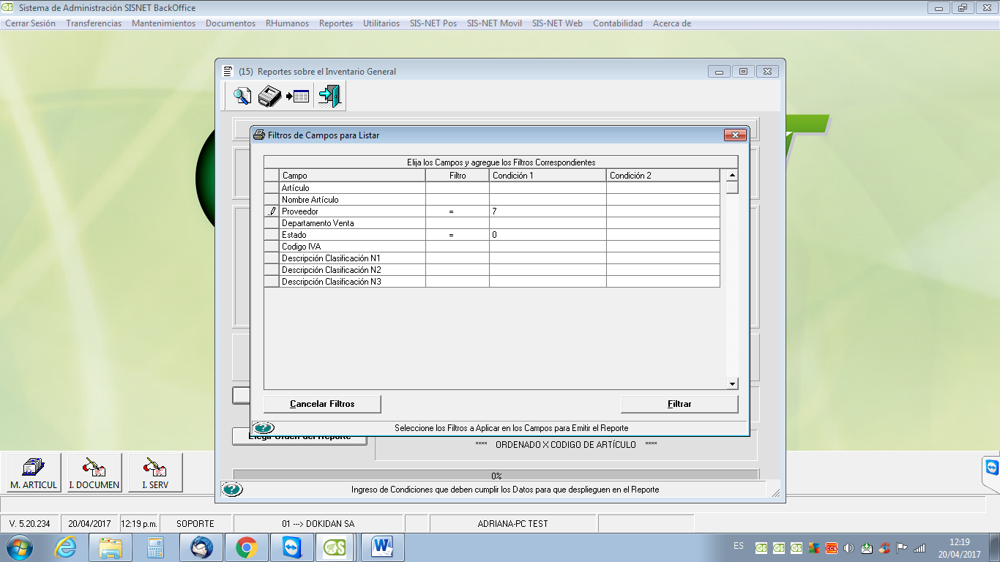 Sistema de Administración SISNET BackOffice
Cerrar Sesión Transferencias Mantenimientos Documentos RHumanos Reportes Utilitarios SIS-NET Pos SIS-NET Movil SIS-NET Web Contabilidad Acerca de
(15) Reportes sobre el Inventario General
Filtros de Campos para Listar
Elija los Campos y agregue los Filtros Correspondientes
Campo Filtro Condición 1 Condición 2
Artículo
Nombre Artículo
Proveedor = 7
Departamento Venta
Estado = 0
Codigo IVA
Descripción Clasificación N1
Descripción Clasificación N2
Descripción Clasificación N3
Cancelar Filtros Filtrar
Seleccione los Filtros a Aplicar en los Campos para Emitir el Reporte
Elegir Orden del Reporte
**** ORDENADO X CODIGO DE ARTÍCULO ****
0%
M. ARTICUL I. DOCUMEN I. SERV
Ingreso de Condiciones que deben cumplir los Datos para que desplieguen en el Reporte
V. 5.20.234 20/04/2017 12:19 p.m. SOPORTE 01 ---> DOKIDAN SA ADRIANA-PC TEST
ES
12:19
20/04/2017